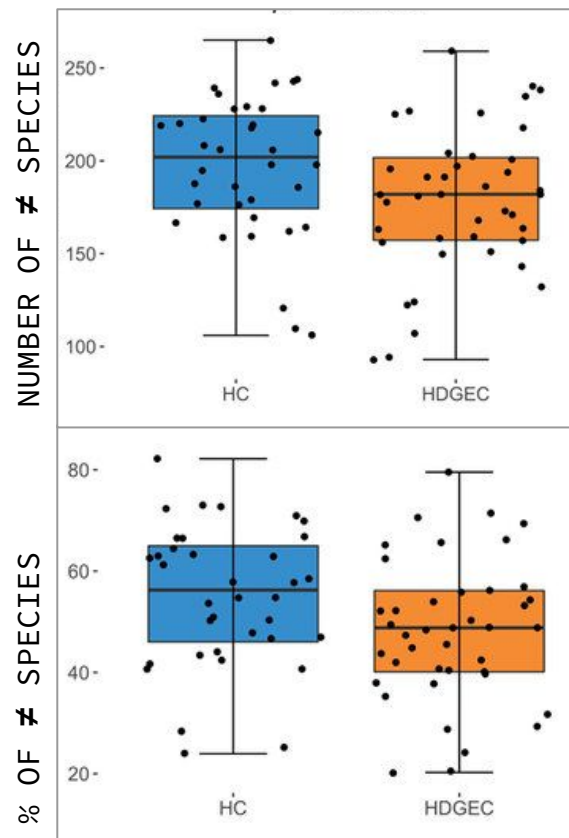 NUMBER OF ≠ SPECIES
250
200
150
100
HC HDGEC
% OF ≠ SPECIES
80
60
40
20
HC HDGEC